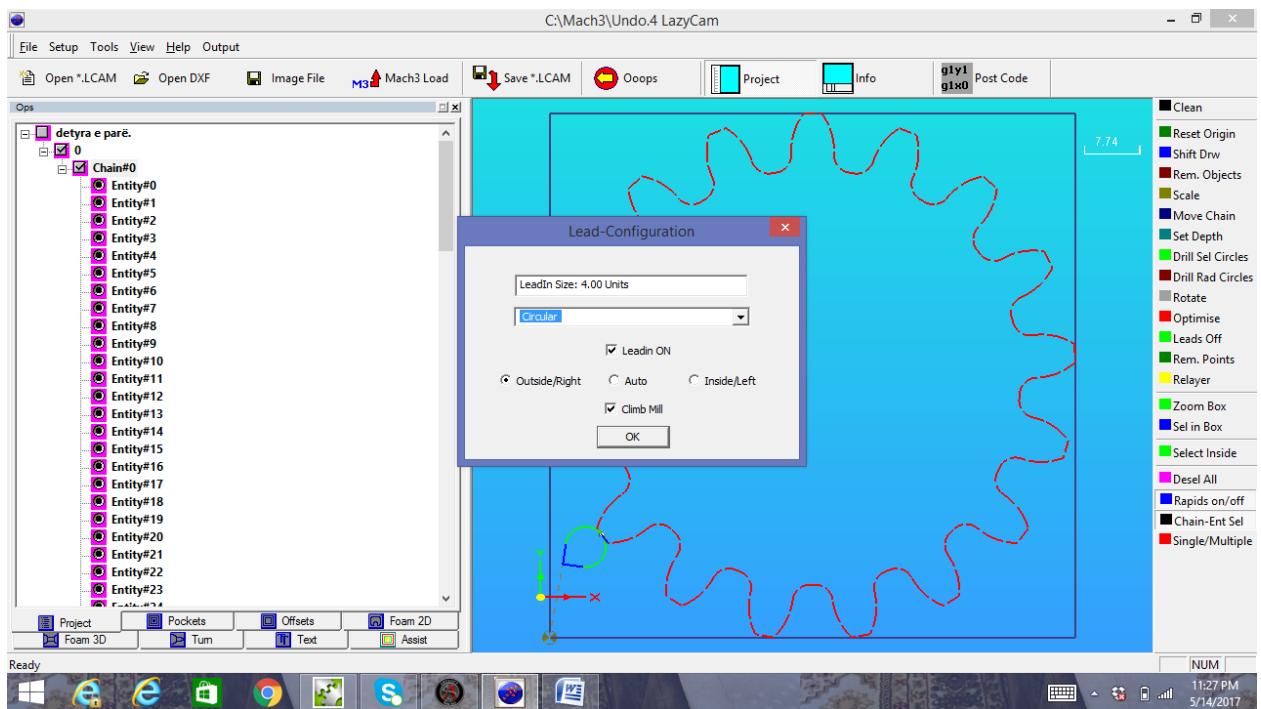 C:\Mach3\Undo.4 LazyCam
File Setup Tools View Help Output
Open *.LCAM Open DXF Image File M3 Mach3 Load Save *.LCAM Ooops Project Info g1y1 g1x0 Post Code
Ops
detyra e parë.
0
Chain#0
Entity#0
Entity#1
Entity#2
Entity#3
Entity#4
Entity#5
Entity#6
Entity#7
Entity#8
Entity#9
Entity#10
Entity#11
Entity#12
Entity#13
Entity#14
Entity#15
Entity#16
Entity#17
Entity#18
Entity#19
Entity#20
Entity#21
Entity#22
Entity#23
Entity#24
Project Pockets Offsets Foam 2D
Foam 3D Turn Text Assist
7.74
Y
X
Lead-Configuration
LeadIn Size: 4.00 Units
Circular
Leadin ON
Outside/Right Auto Inside/Left
Climb Mill
OK
Clean
Reset Origin
Shift Drw
Rem. Objects
Scale
Move Chain
Set Depth
Drill Sel Circles
Drill Rad Circles
Rotate
Optimise
Leads Off
Rem. Points
Relayer
Zoom Box
Sel in Box
Select Inside
Desel All
Rapids on/off
Chain-Ent Sel
Single/Multiple
Ready
NUM
11:27 PM
5/14/2017